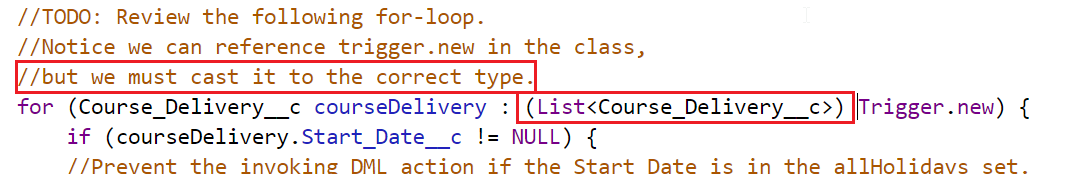 //TODO: Review the following for-loop.
//Notice we can reference trigger.new in the class,
//but we must cast it to the correct type.
for (Course_Delivery__c courseDelivery : (List<Course_Delivery__c>) Trigger.new) {
if (courseDelivery.Start_Date__c != NULL) {
//Prevent the invoking DML action if the Start Date is in the allHolidays set.